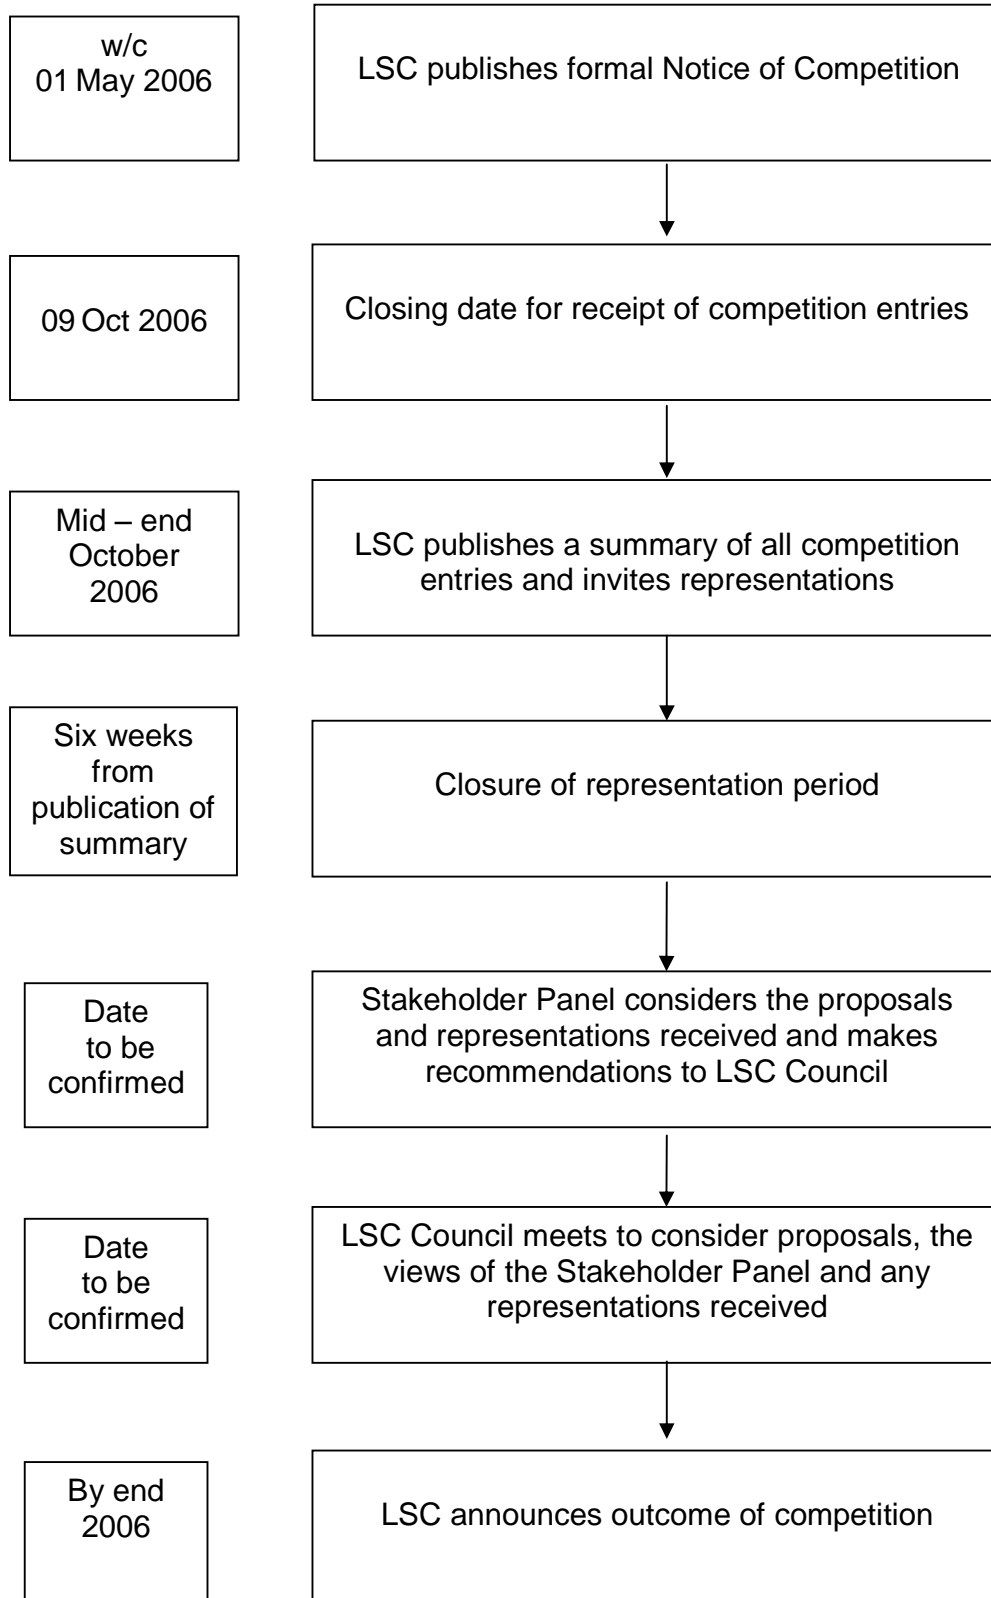 w/c
01 May 2006
LSC publishes formal Notice of Competition
09 Oct 2006
Closing date for receipt of competition entries
Mid – end
October
2006
LSC publishes a summary of all competition
entries and invites representations
Six weeks
from
publication of
summary
Closure of representation period
Date
to be
confirmed
Stakeholder Panel considers the proposals
and representations received and makes
recommendations to LSC Council
Date
to be
confirmed
LSC Council meets to consider proposals, the
views of the Stakeholder Panel and any
representations received
By end
2006
LSC announces outcome of competition